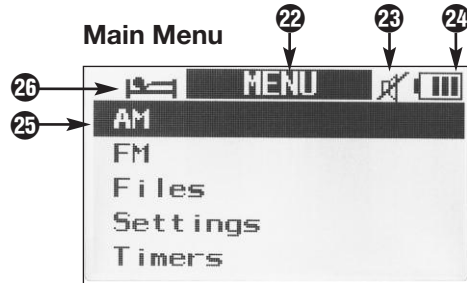 22 23 24
Main Menu
26 MENU
25 AM
FM
Files
Settings
Timers